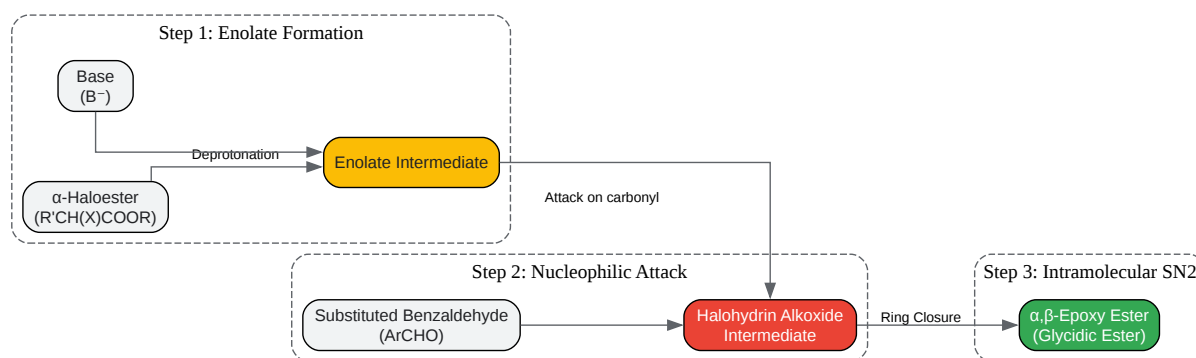 Step 1: Enolate Formation
Base
(B⁻)
Deprotonation
Enolate Intermediate
α-Haloester
(R'CH(X)COOR)
Attack on carbonyl
Step 2: Nucleophilic Attack
Step 3: Intramolecular SN2
Substituted Benzaldehyde
(ArCHO)
Halohydrin Alkoxide
Intermediate
Ring Closure
α,β-Epoxy Ester
(Glycidic Ester)